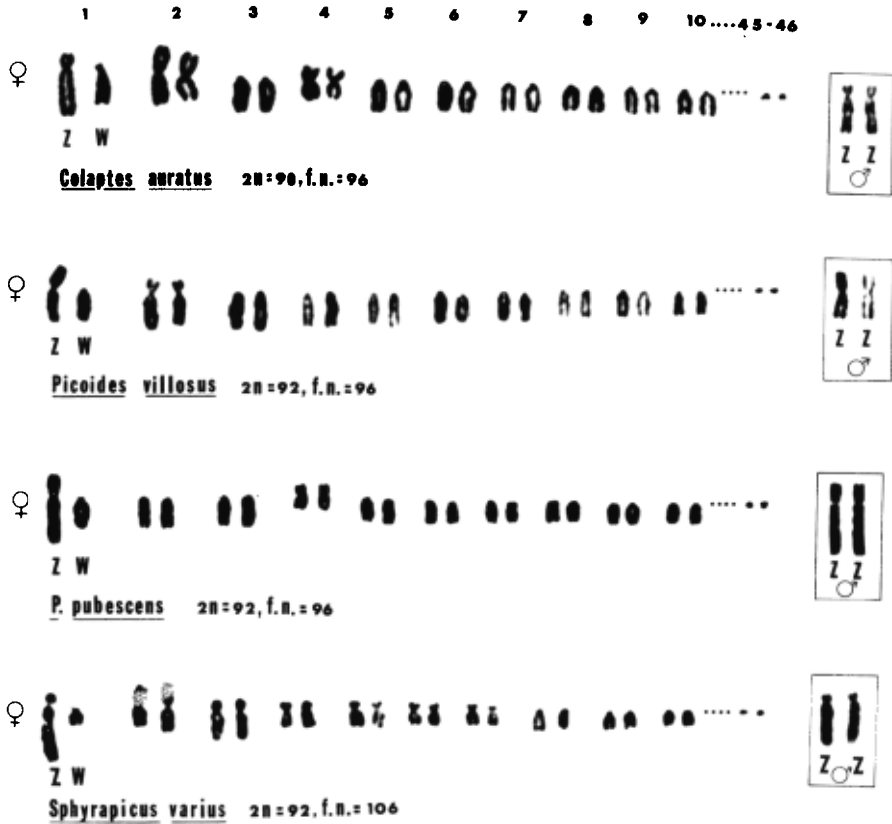 1 2 3 4 5 6 7 8 9 10 ....45-46
♀
Z W
Z Z
♂
Colaptes auratus 2n=90, f.n.=96
♀ .... --
Z W
Z Z
♂
Picoides villosus 2n=92, f.n.=96
♀ .... --
Z W
Z Z
♂
P. pubescens 2n=92, f.n.=96
♀ .... --
Z W
Z ♂ Z
Sphyrapicus varius 2n=92, f.n.=106